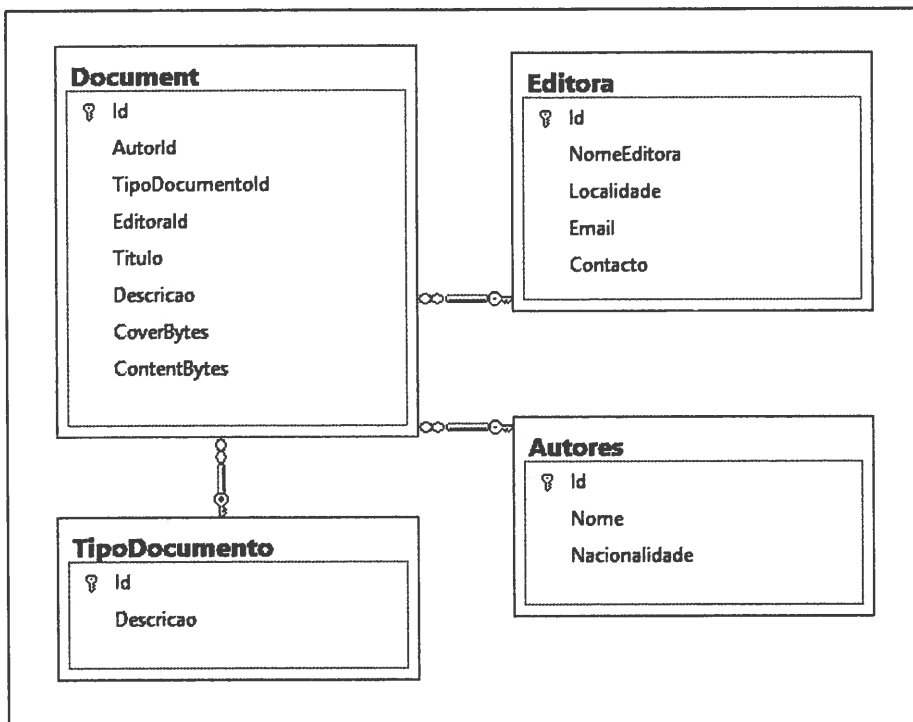 Document
Id
AutorId
TipoDocumentoId
EditoraId
Titulo
Descricao
CoverBytes
ContentBytes
Editora
Id
NomeEditora
Localidade
Email
Contacto
Autores
Id
Nome
Nacionalidade
TipoDocumento
Id
Descricao